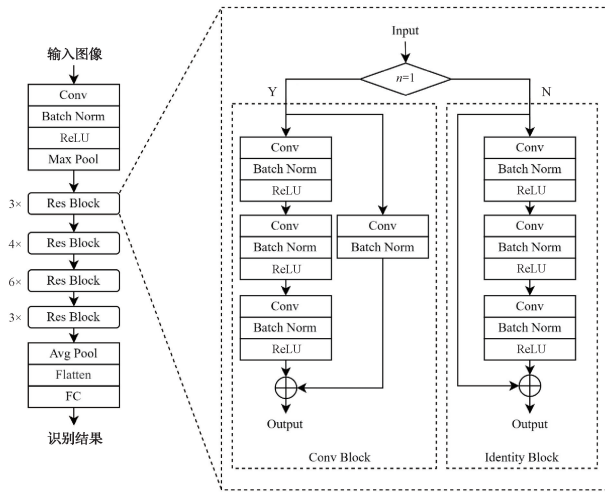 输入图像
Conv
Batch Norm
ReLU
Max Pool
3× Res Block
4× Res Block
6× Res Block
3× Res Block
Avg Pool
Flatten
FC
识别结果
Input
n=1
Y
N
Conv
Batch Norm
ReLU
Conv
Batch Norm
ReLU
Conv
Batch Norm
ReLU
Conv
Batch Norm
Output
Conv Block
Conv
Batch Norm
ReLU
Conv
Batch Norm
ReLU
Conv
Batch Norm
ReLU
Output
Identity Block